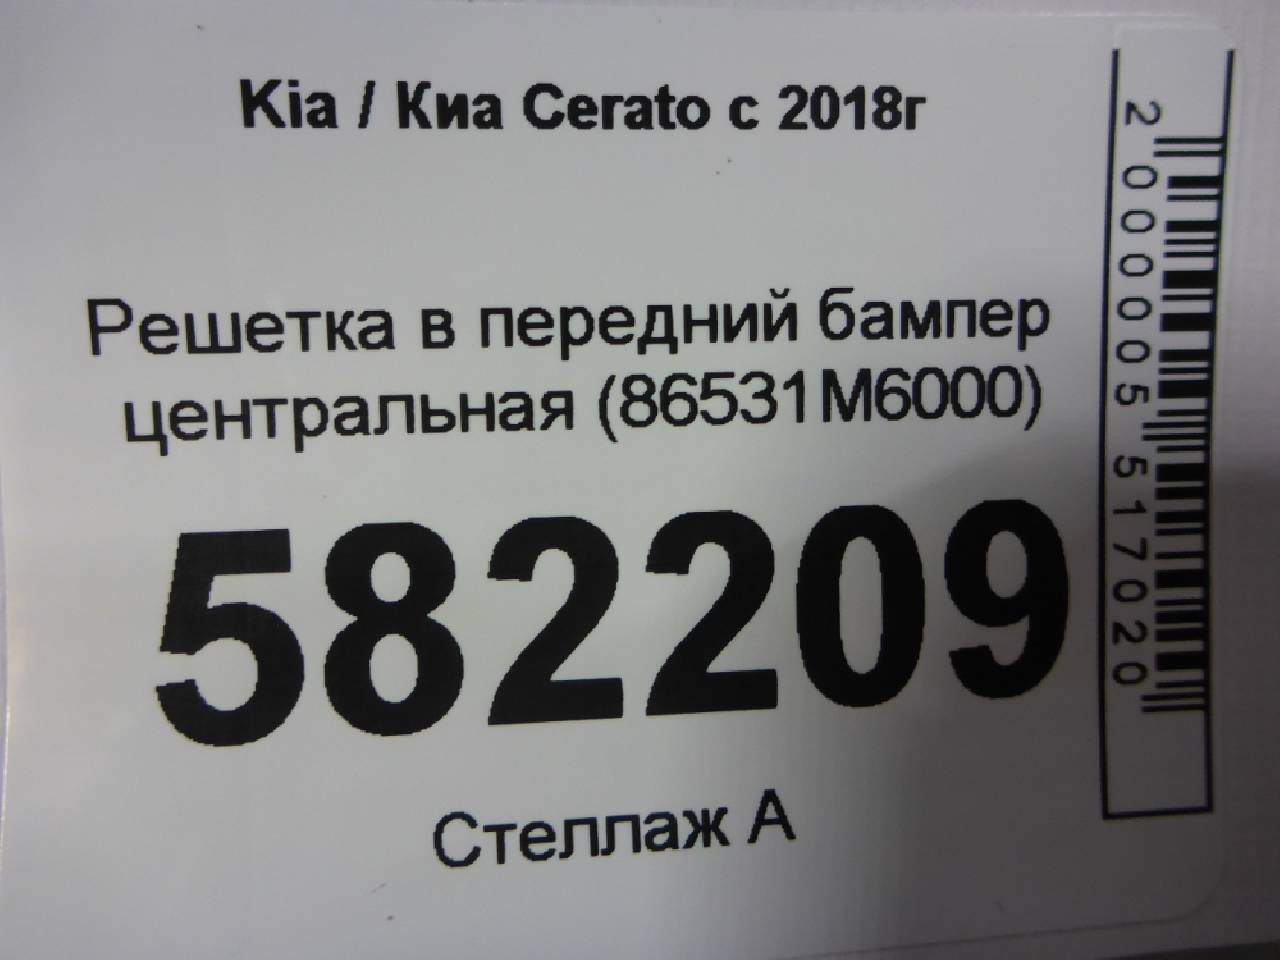 Kia / Киа Cerato с 2018г
Решетка в передний бампер
центральная (86531M6000)
582209
Стеллаж А
2000005517020